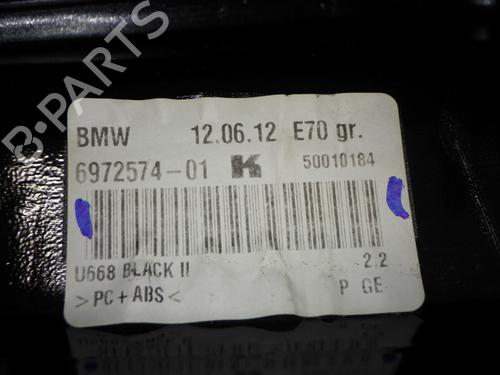 BMW 12.06.12 E70 gr.
6972574-01 K 50010184
U668 BLACK II 2.2
>PC+ABS< P GE
B-PARTS